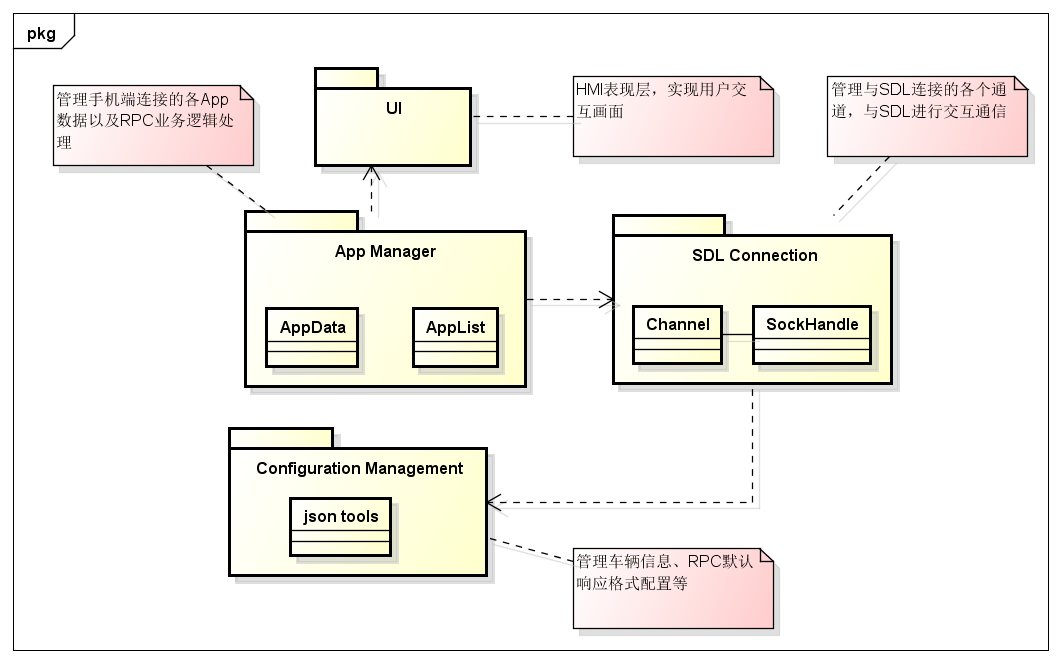 pkg
管理手机端连接的各App
数据以及RPC业务逻辑处
理
UI
HMI表现层，实现用户交
互画面
管理与SDL连接的各个通
道，与SDL进行交互通信
App Manager
AppData
AppList
SDL Connection
Channel
SockHandle
Configuration Management
json tools
管理车辆信息、RPC默认
响应格式配置等